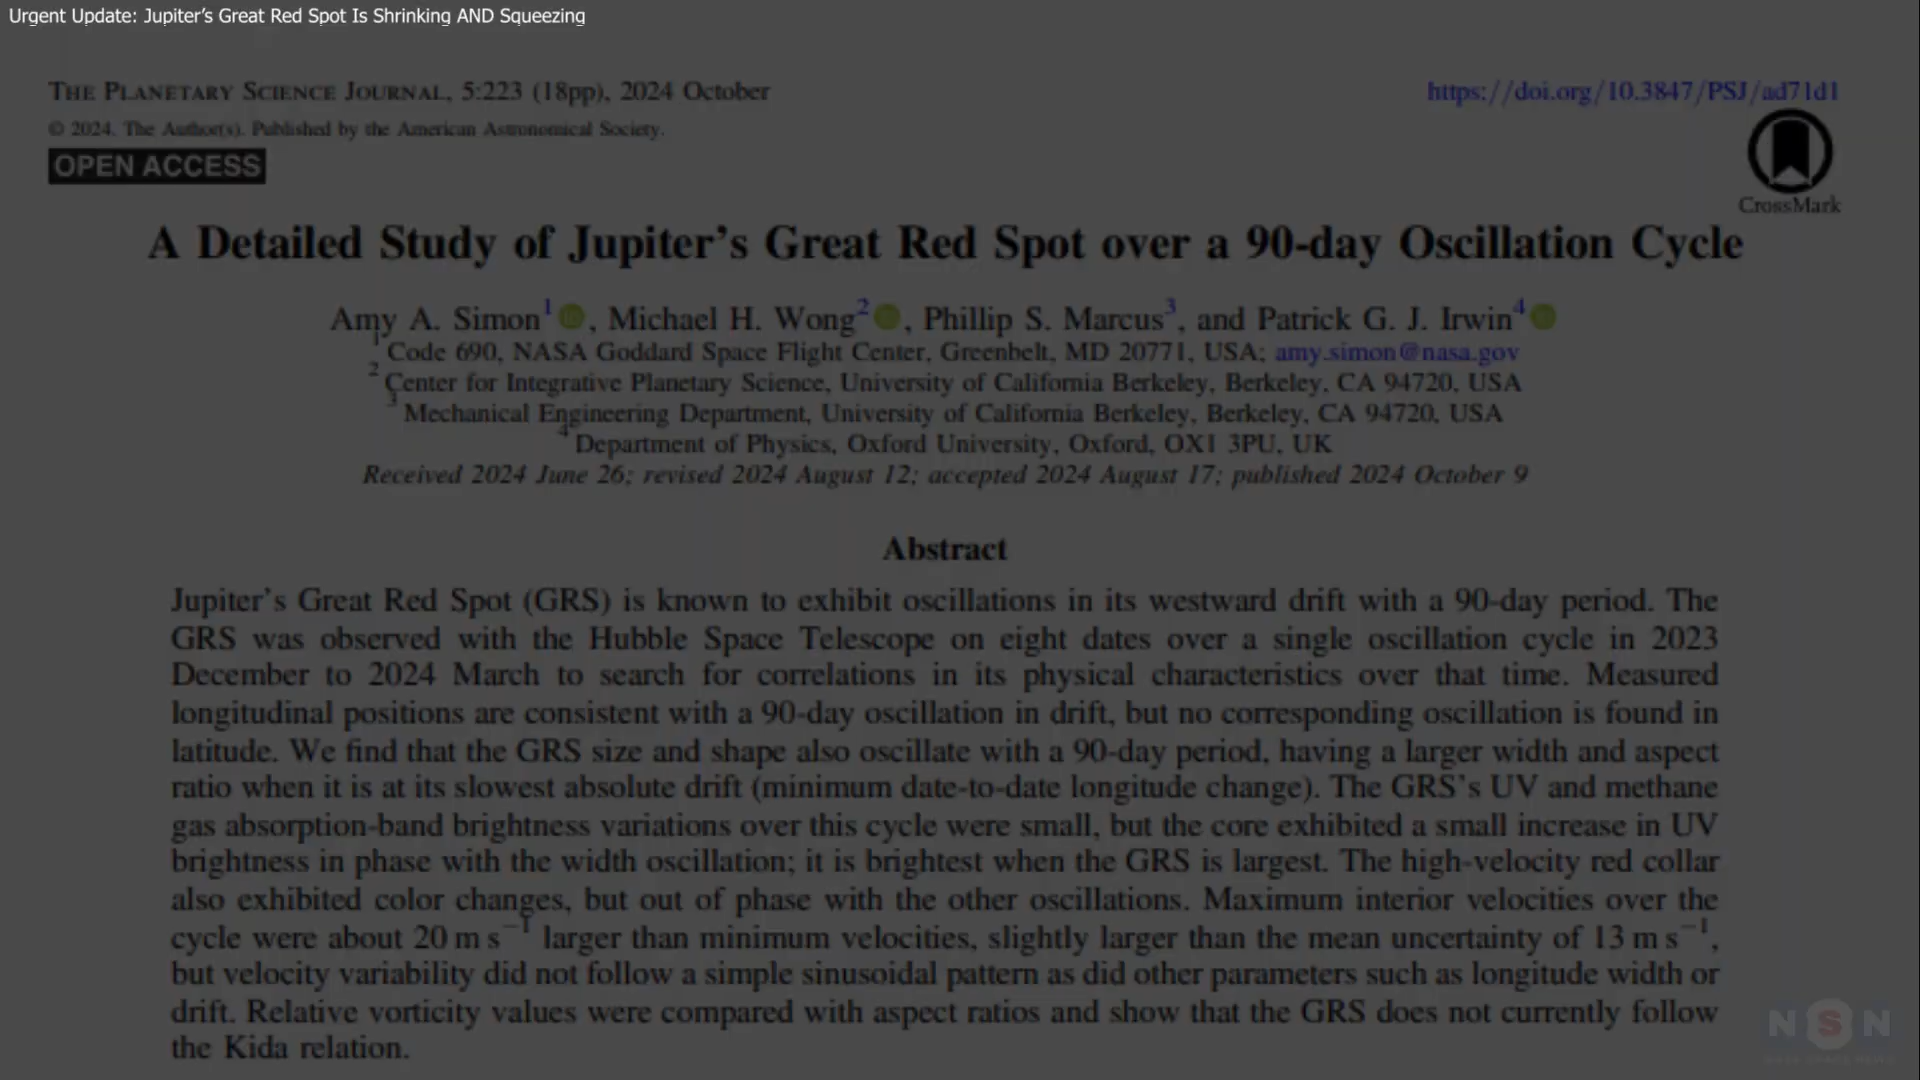 Urgent Update: Jupiter’s Great Red Spot Is Shrinking AND Squeezing
THE PLANETARY SCIENCE JOURNAL, 5:223 (18pp), 2024 October
https://doi.org/10.3847/PSJ/ad71d1
© 2024. The Author(s). Published by the American Astronomical Society.
OPEN ACCESS
CrossMark
A Detailed Study of Jupiter’s Great Red Spot over a 90-day Oscillation Cycle
Amy A. Simon1, Michael H. Wong2, Phillip S. Marcus3, and Patrick G. J. Irwin4
1 Code 690, NASA Goddard Space Flight Center, Greenbelt, MD 20771, USA; amy.simon@nasa.gov
2 Center for Integrative Planetary Science, University of California Berkeley, Berkeley, CA 94720, USA
3 Mechanical Engineering Department, University of California Berkeley, Berkeley, CA 94720, USA
4 Department of Physics, Oxford University, Oxford, OX1 3PU, UK
Received 2024 June 26; revised 2024 August 12; accepted 2024 August 17; published 2024 October 9
Abstract
Jupiter’s Great Red Spot (GRS) is known to exhibit oscillations in its westward drift with a 90-day period. The
GRS was observed with the Hubble Space Telescope on eight dates over a single oscillation cycle in 2023
December to 2024 March to search for correlations in its physical characteristics over that time. Measured
longitudinal positions are consistent with a 90-day oscillation in drift, but no corresponding oscillation is found in
latitude. We find that the GRS size and shape also oscillate with a 90-day period, having a larger width and aspect
ratio when it is at its slowest absolute drift (minimum date-to-date longitude change). The GRS’s UV and methane
gas absorption-band brightness variations over this cycle were small, but the core exhibited a small increase in UV
brightness in phase with the width oscillation; it is brightest when the GRS is largest. The high-velocity red collar
also exhibited color changes, but out of phase with the other oscillations. Maximum interior velocities over the
cycle were about 20 m s−1 larger than minimum velocities, slightly larger than the mean uncertainty of 13 m s−1,
but velocity variability did not follow a simple sinusoidal pattern as did other parameters such as longitude width or
drift. Relative vorticity values were compared with aspect ratios and show that the GRS does not currently follow
the Kida relation.
NSN